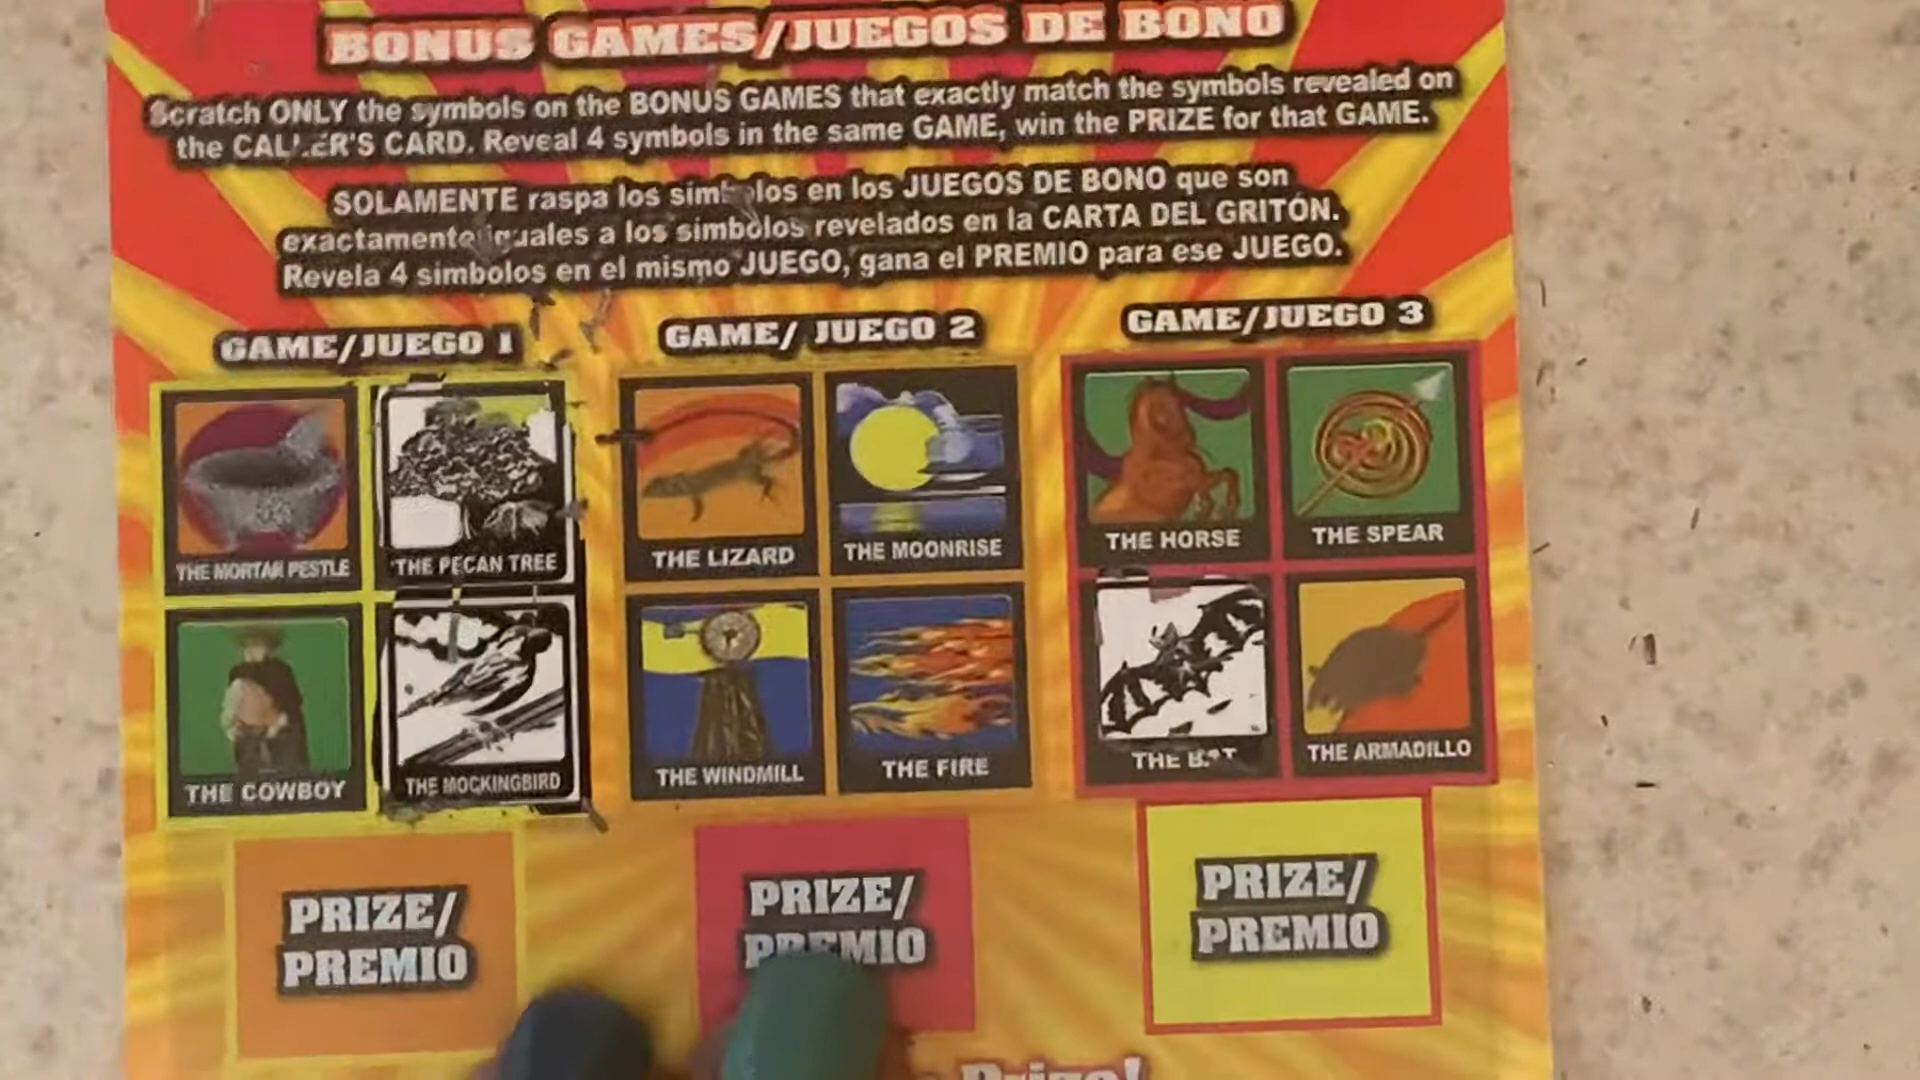 BONUS GAMES/JUEGOS DE BONO
Scratch ONLY the symbols on the BONUS GAMES that exactly match the symbols revealed on
the CALLER'S CARD. Reveal 4 symbols in the same GAME, win the PRIZE for that GAME.
SOLAMENTE raspa los símbolos en los JUEGOS DE BONO que son
exactamente iguales a los símbolos revelados en la CARTA DEL GRITÓN.
Revela 4 símbolos en el mismo JUEGO, gana el PREMIO para ese JUEGO.
GAME/JUEGO 1
GAME/ JUEGO 2
GAME/JUEGO 3
THE MORTAR PESTLE
THE PECAN TREE
THE LIZARD
THE MOONRISE
THE HORSE
THE SPEAR
THE COWBOY
THE MOCKINGBIRD
THE WINDMILL
THE FIRE
THE BAT
THE ARMADILLO
PRIZE/
PREMIO
PRIZE/
PREMIO
PRIZE/
PREMIO
Prize!